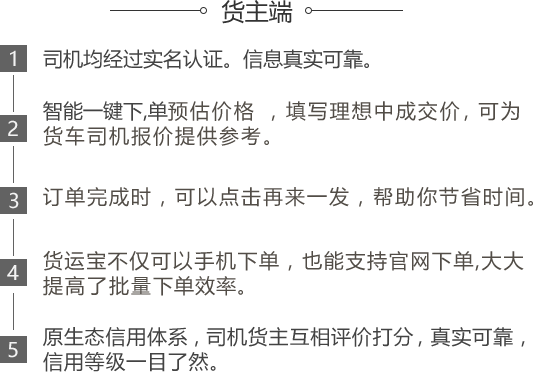 货主端
1 司机均经过实名认证。信息真实可靠。
2 智能一键下,单预估价格 ，填写理想中成交价, 可为
货车司机报价提供参考。
3 订单完成时，可以点击再来一发，帮助你节省时间。
4 货运宝不仅可以手机下单，也能支持官网下单,大大
提高了批量下单效率。
5 原生态信用体系，司机货主互相评价打分，真实可靠，
信用等级一目了然。